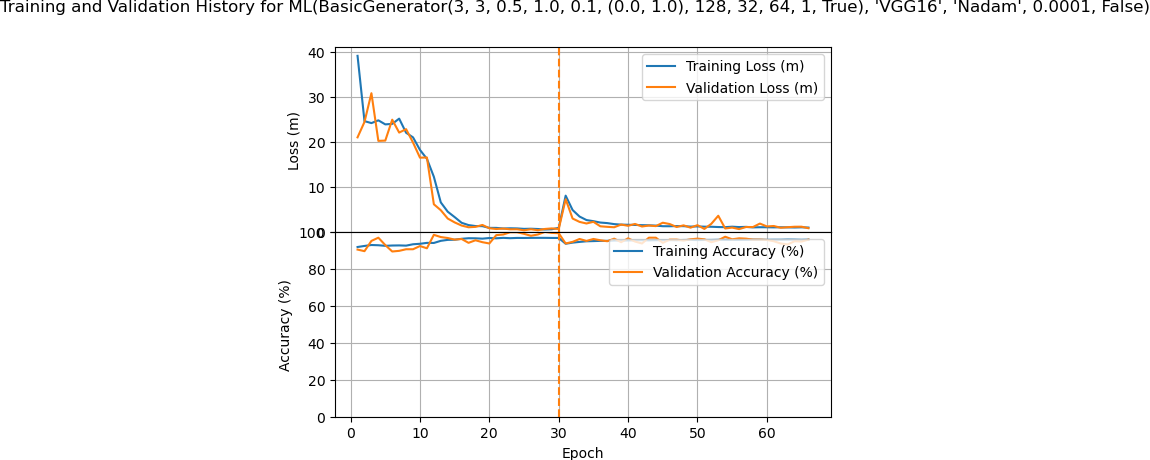 Training and Validation History for ML(BasicGenerator(3, 3, 0.5, 1.0, 0.1, (0.0, 1.0), 128, 32, 64, 1, True), 'VGG16', 'Nadam', 0.0001, False)
40
30
20
10
0
Loss (m)
Training Loss (m)
Validation Loss (m)
100
80
60
40
20
0
Accuracy (%)
Training Accuracy (%)
Validation Accuracy (%)
0 10 20 30 40 50 60
Epoch